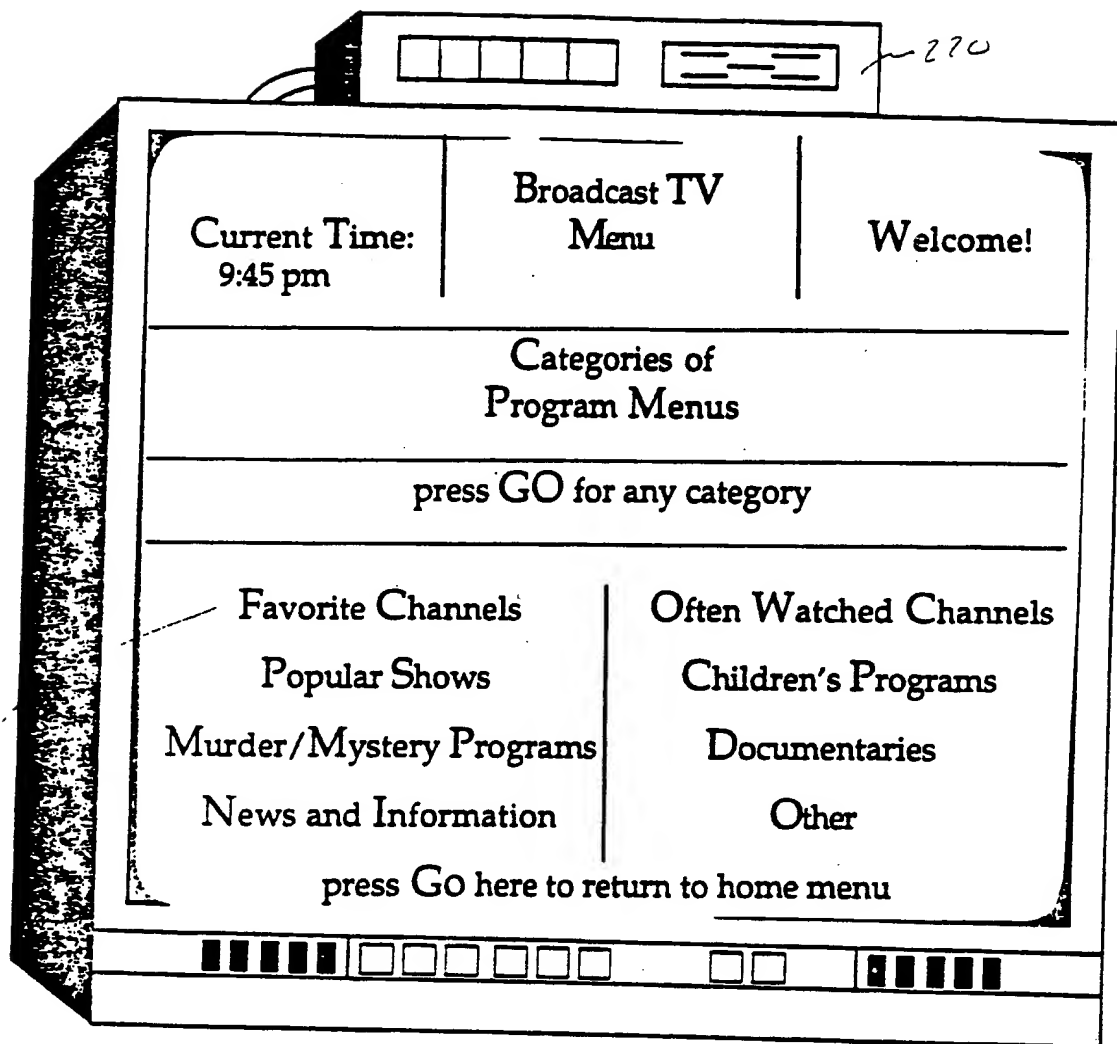 220
Current Time:
9:45 pm
Broadcast TV
Menu
Welcome!
Categories of
Program Menus
press GO for any category
Favorite Channels
Often Watched Channels
Popular Shows
Children's Programs
Murder/Mystery Programs
Documentaries
News and Information
Other
press Go here to return to home menu